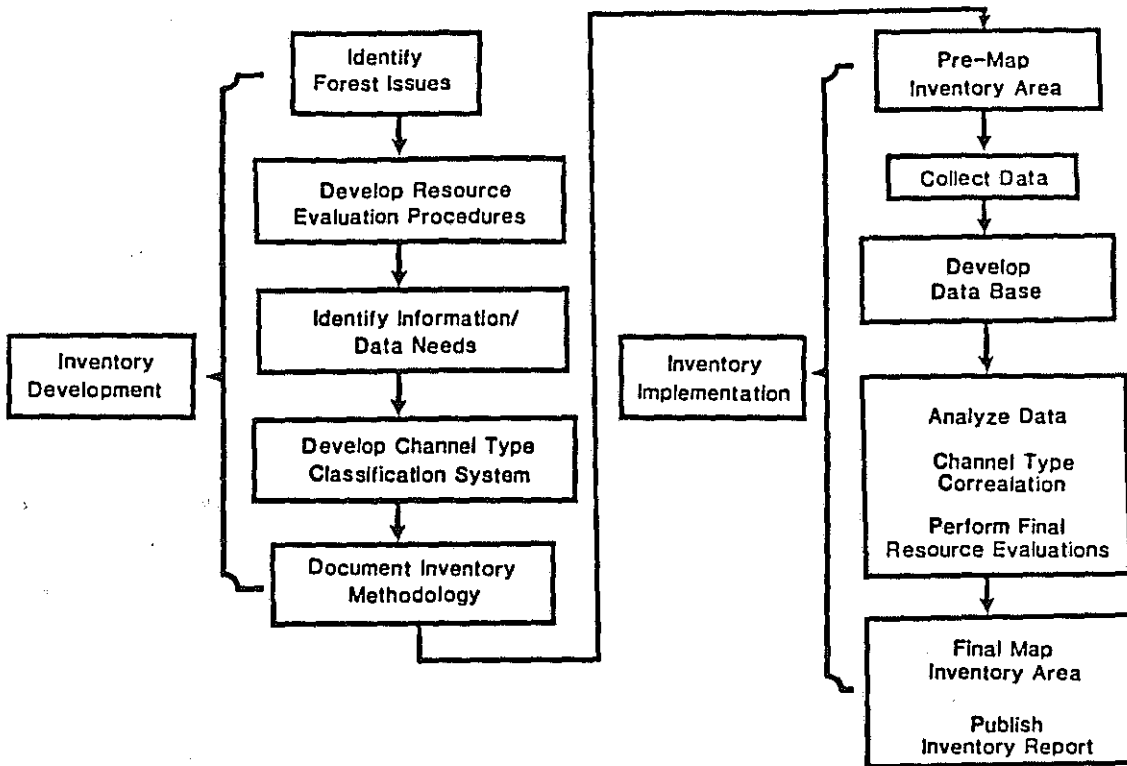 Identify
Forest Issues
Develop Resource
Evaluation Procedures
Identify Information/
Data Needs
Inventory
Development
Develop Channel Type
Classification System
Document Inventory
Methodology
Pre-Map
Inventory Area
Collect Data
Develop
Data Base
Inventory
Implementation
Analyze Data
Channel Type
Correalation
Perform Final
Resource Evaluations
Final Map
Inventory Area
Publish
Inventory Report